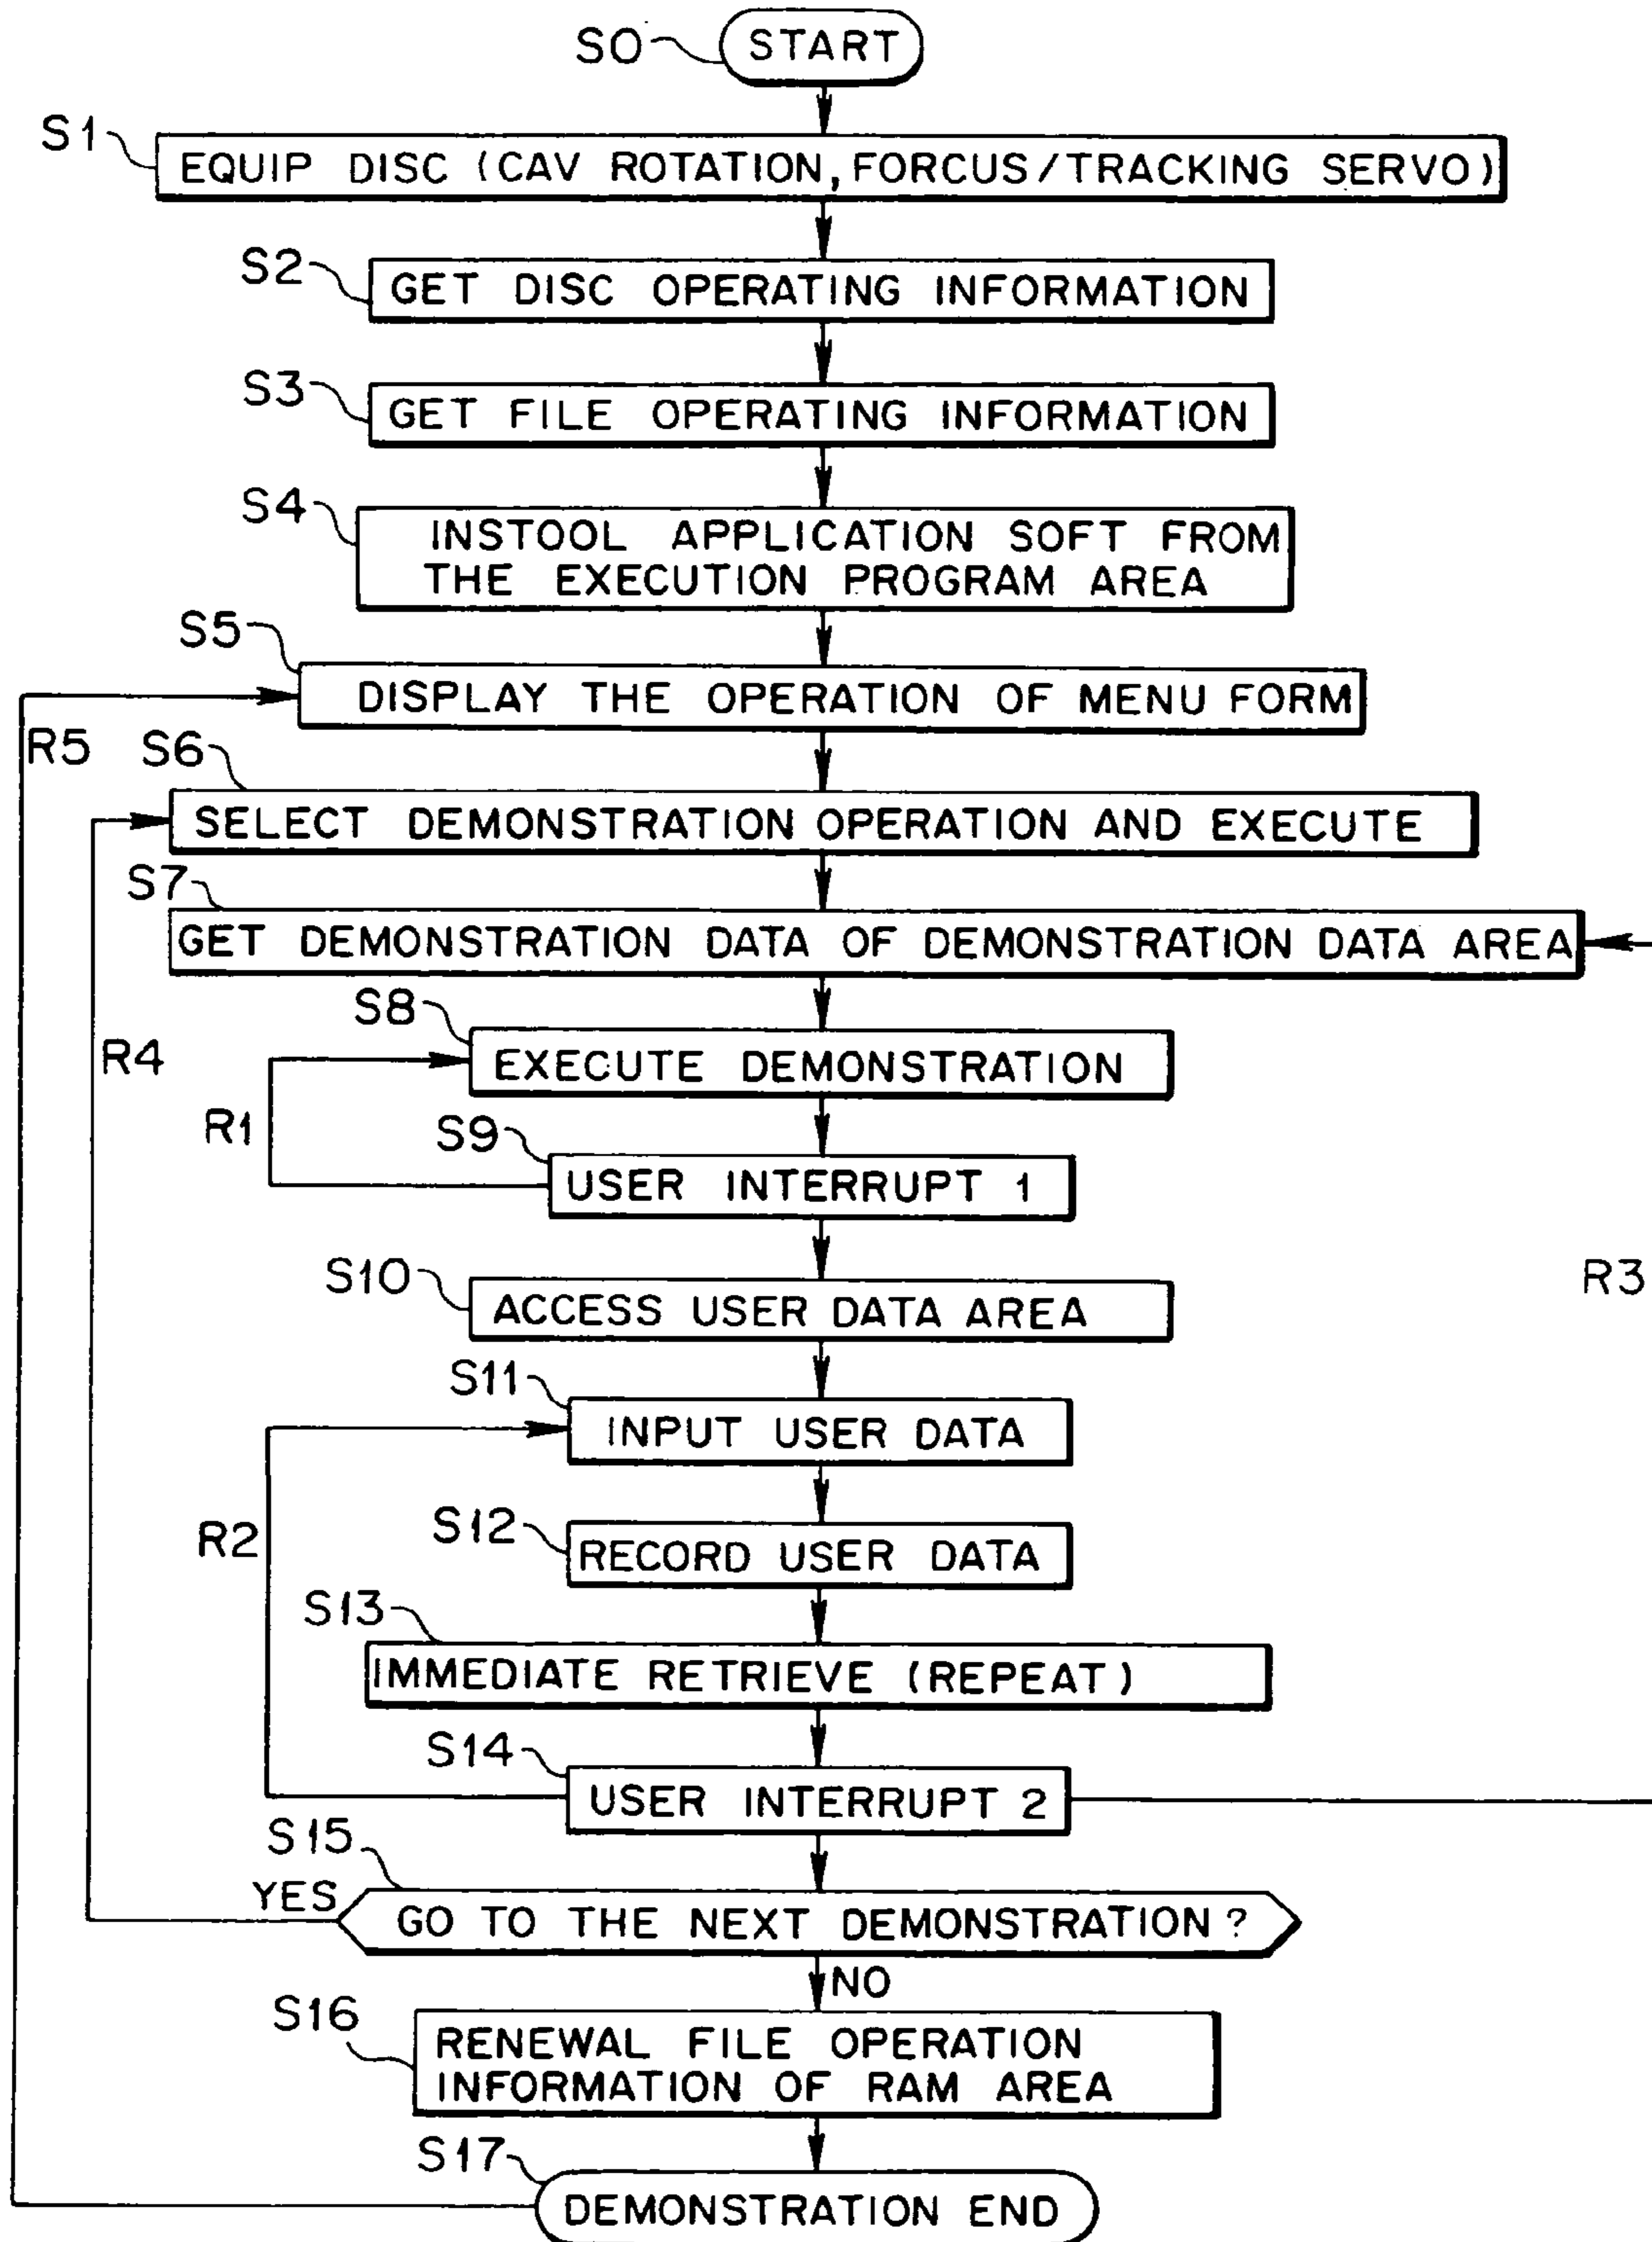 S0
START
S1
EQUIP DISC (CAV ROTATION, FORCUS/TRACKING SERVO)
S2
GET DISC OPERATING INFORMATION
S3
GET FILE OPERATING INFORMATION
S4
INSTOOL APPLICATION SOFT FROM
THE EXECUTION PROGRAM AREA
S5
DISPLAY THE OPERATION OF MENU FORM
R5
S6
SELECT DEMONSTRATION OPERATION AND EXECUTE
S7
GET DEMONSTRATION DATA OF DEMONSTRATION DATA AREA
S8
EXECUTE DEMONSTRATION
R4
R1
S9
USER INTERRUPT 1
S10
ACCESS USER DATA AREA
R3
S11
INPUT USER DATA
R2
S12
RECORD USER DATA
S13
IMMEDIATE RETRIEVE (REPEAT)
S14
USER INTERRUPT 2
S15
YES
GO TO THE NEXT DEMONSTRATION ?
NO
S16
RENEWAL FILE OPERATION
INFORMATION OF RAM AREA
S17
DEMONSTRATION END